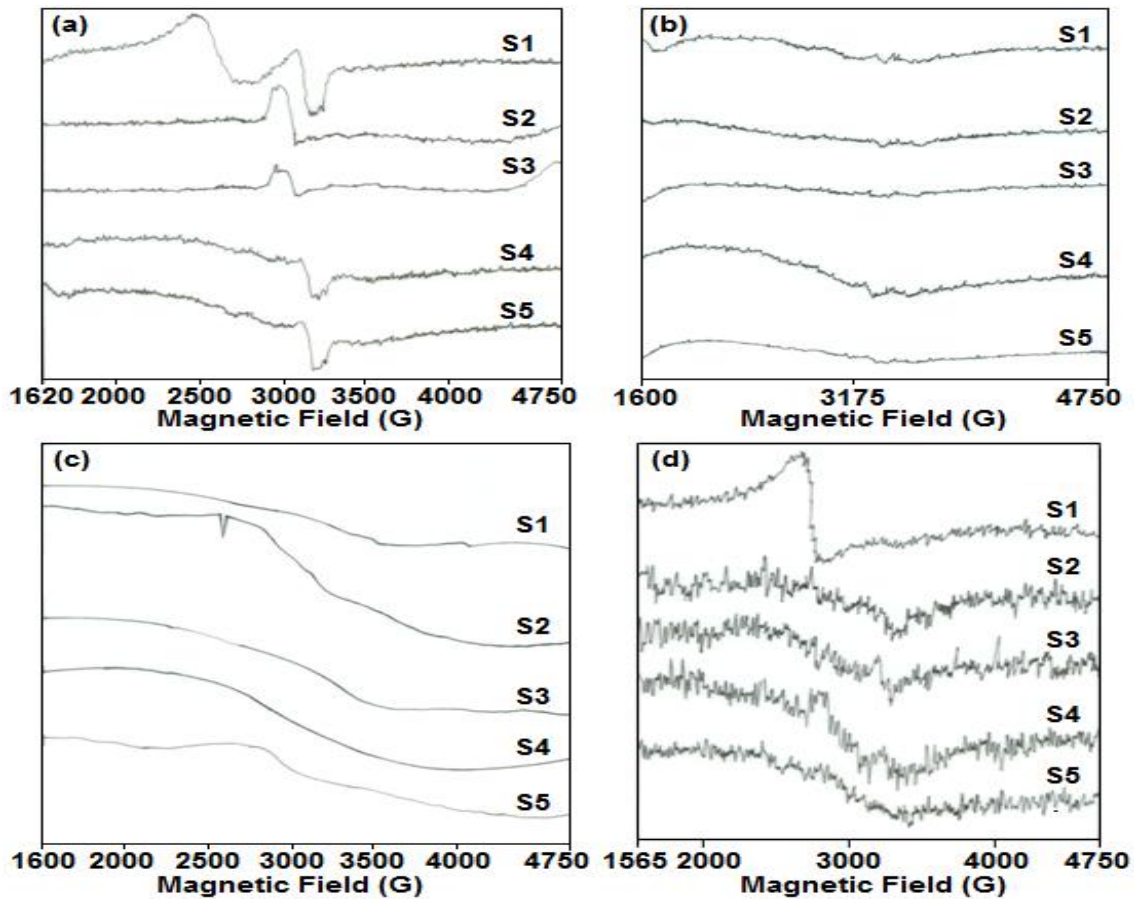 (a)
S1
S2
S3
S4
S5
1620 2000 2500 3000 3500 4000 4750
Magnetic Field (G)
(b)
S1
S2
S3
S4
S5
1600 3175 4750
Magnetic Field (G)
(c)
S1
S2
S3
S4
S5
1600 2000 2500 3000 3500 4000 4750
Magnetic Field (G)
(d)
S1
S2
S3
S4
S5
1565 2000 3000 4000 4750
Magnetic Field (G)